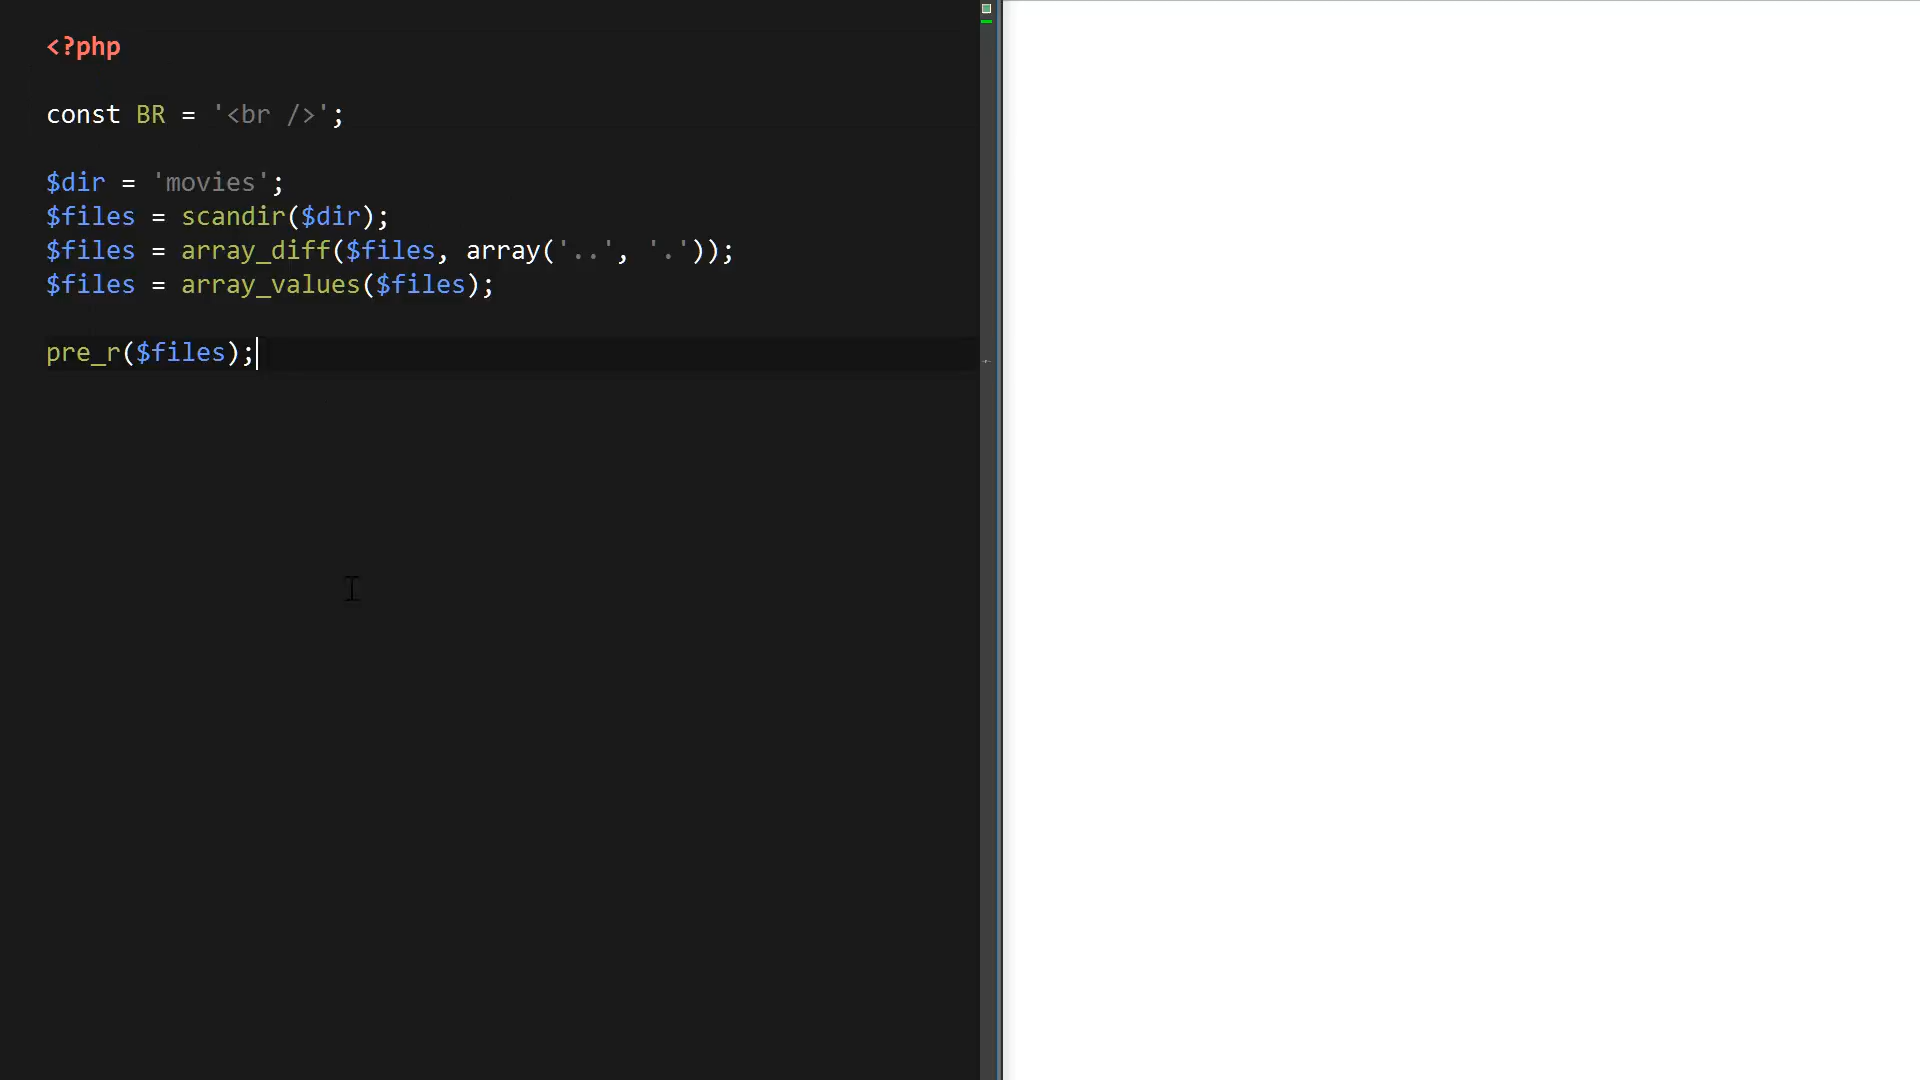 <?php
const BR = '<br />';
$dir = 'movies';
$files = scandir($dir);
$files = array_diff($files, array('..', '.'));
$files = array_values($files);
pre_r($files);